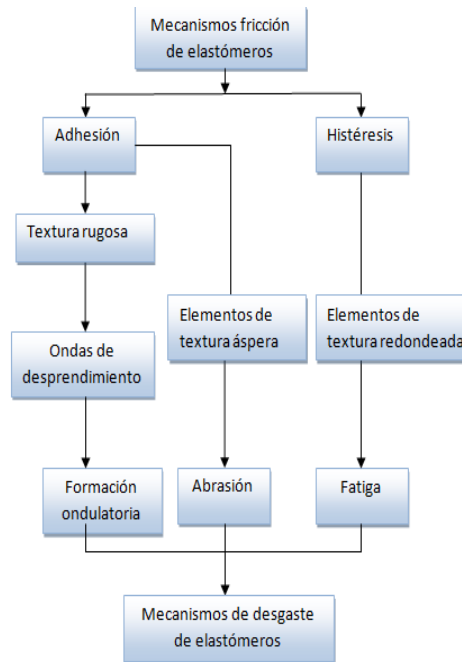 Mecanismos fricción
de elastómeros
Adhesión
Histéresis
Textura rugosa
Elementos de
textura áspera
Elementos de
textura redondeada
Ondas de
desprendimiento
Formación
ondulatoria
Abrasión
Fatiga
Mecanismos de desgaste
de elastómeros